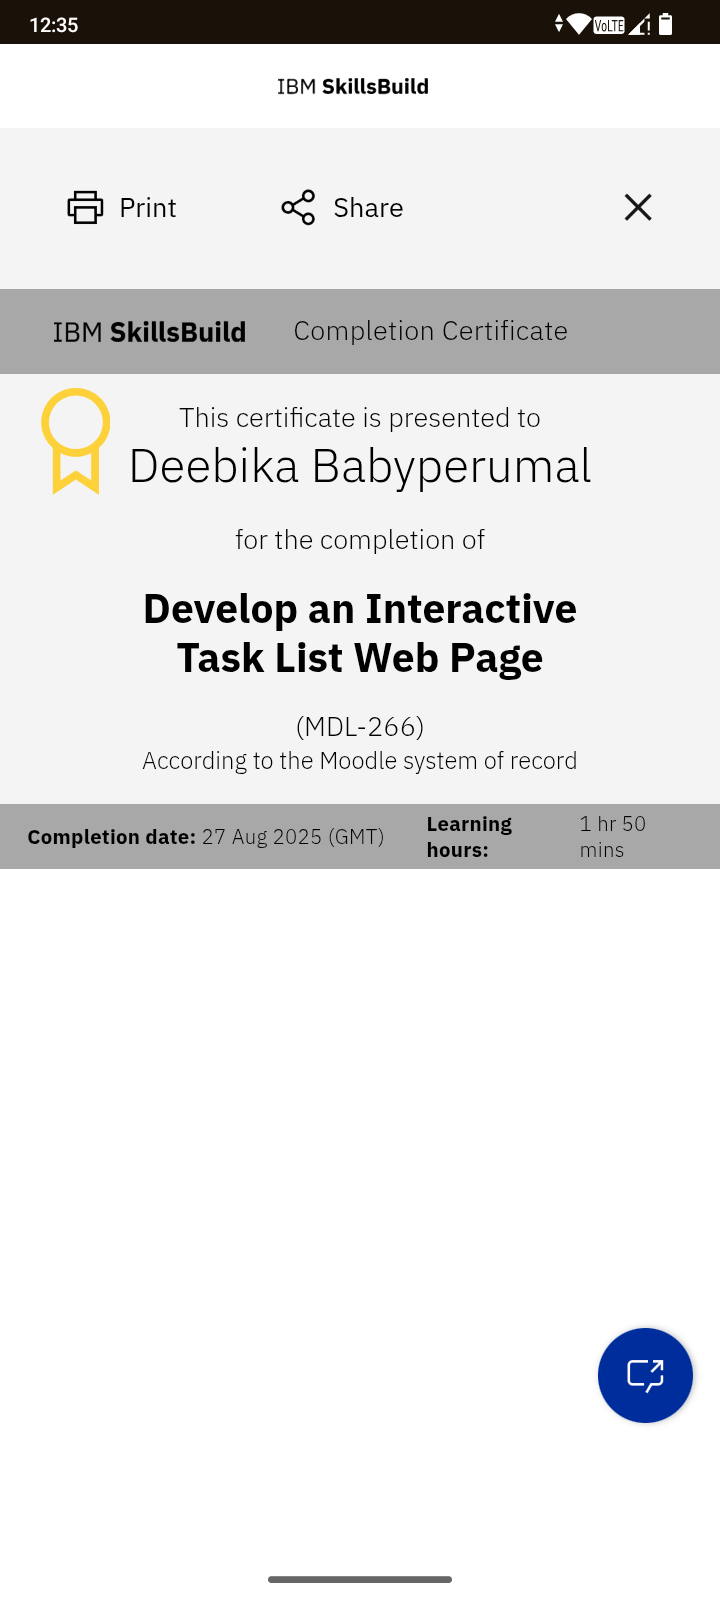 12:35
VoLTE
IBM SkillsBuild
Print
Share
IBM SkillsBuild Completion Certificate
This certificate is presented to
Deebika Babyperumal
for the completion of
Develop an Interactive
Task List Web Page
(MDL-266)
According to the Moodle system of record
Completion date: 27 Aug 2025 (GMT)
Learning
hours:
1 hr 50
mins